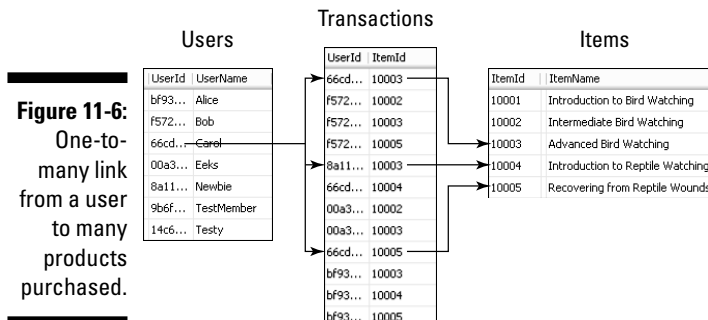 Figure 11-6:
One-to-
many link
from a user
to many
products
purchased.
Users
UserId UserName
bf93... Alice
f572... Bob
66cd... Carol
00a3... Eeks
8a11... Newbie
9b6f... TestMember
14c6... Testy
Transactions
UserId ItemId
66cd... 10003
f572... 10002
f572... 10003
f572... 10005
8a11... 10003
66cd... 10004
00a3... 10002
00a3... 10003
66cd... 10005
bf93... 10003
bf93... 10004
bf93... 10005
Items
ItemId ItemName
10001 Introduction to Bird Watching
10002 Intermediate Bird Watching
10003 Advanced Bird Watching
10004 Introduction to Reptile Watching
10005 Recovering from Reptile Wounds